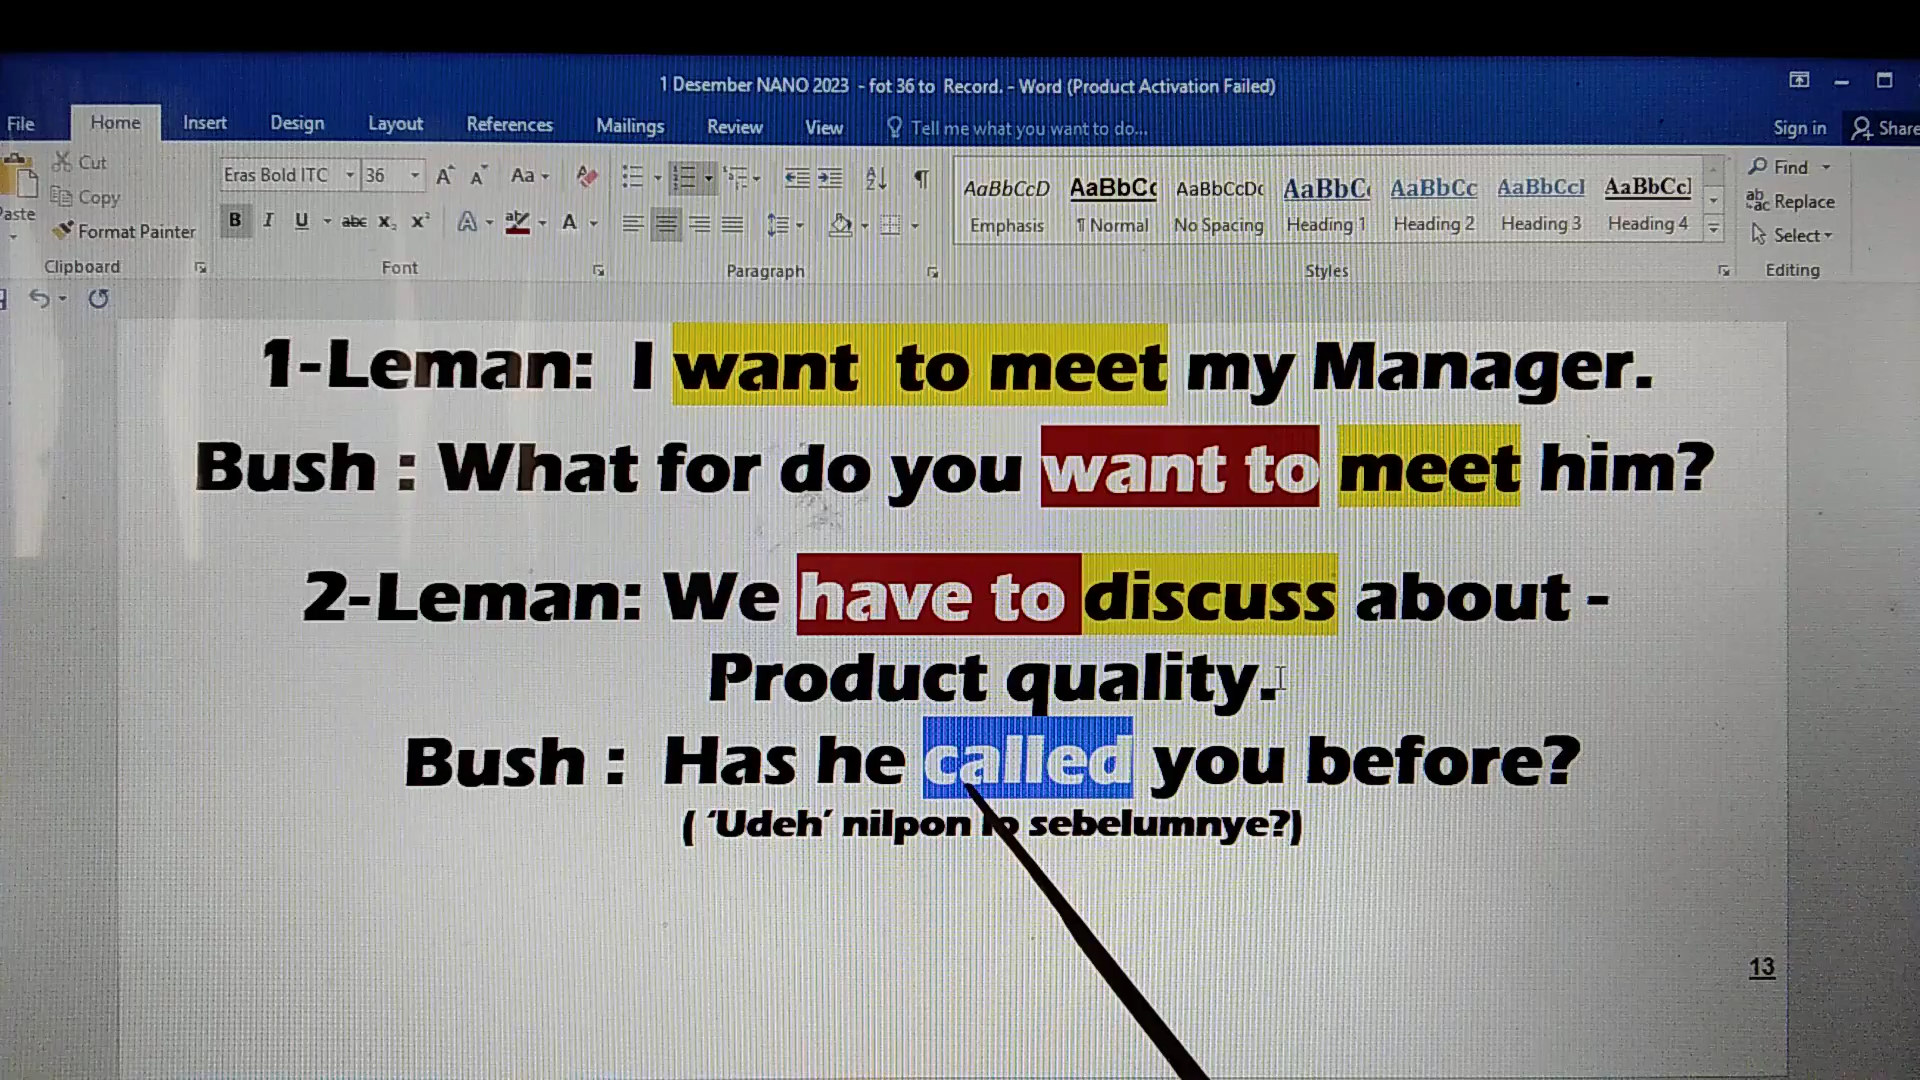 1 Desember NANO 2023 - fot 36 to Record. - Word (Product Activation Failed)
File Home Insert Design Layout References Mailings Review View Tell me what you want to do... Sign in Share
Cut
Copy
Format Painter
Clipboard
Eras Bold ITC 36
Font
Paragraph
AaBbCcD AaBbCc AaBbCcDc AaBbC AaBbCc AaBbCcI AaBbCcI
Emphasis ¶ Normal No Spacing Heading 1 Heading 2 Heading 3 Heading 4
Styles
Find
Replace
Select
Editing
1-Leman: I want to meet my Manager.
Bush : What for do you want to meet him?
2-Leman: We have to discuss about -
Product quality.
Bush : Has he called you before?
( ‘Udeh’ nilpon lo sebelumnye?)
13